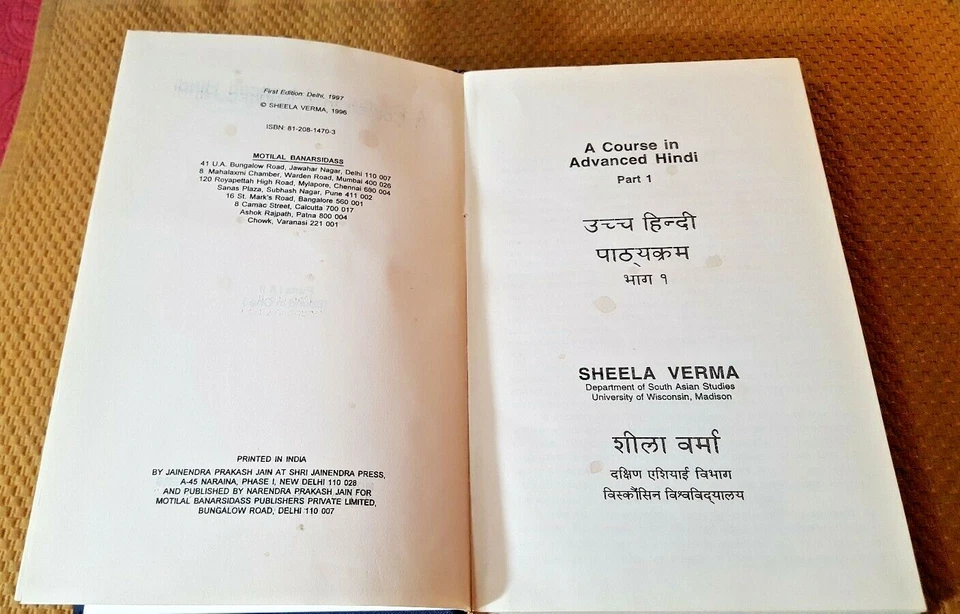 First Edition: Delhi, 1997
© SHEELA VERMA, 1996
ISBN: 81-208-1470-3
MOTILAL BANARSIDASS
41 U.A. Bungalow Road, Jawahar Nagar, Delhi 110 007
8 Mahalaxmi Chamber, Warden Road, Mumbai 400 026
120 Royapettah High Road, Mylapore, Chennai 600 004
Sanas Plaza, Subhash Nagar, Pune 411 002
16 St. Mark's Road, Bangalore 560 001
8 Camac Street, Calcutta 700 017
Ashok Rajpath, Patna 800 004
Chowk, Varanasi 221 001
PRINTED IN INDIA
BY JAINENDRA PRAKASH JAIN AT SHRI JAINENDRA PRESS,
A-45 NARAINA, PHASE I, NEW DELHI 110 028
AND PUBLISHED BY NARENDRA PRAKASH JAIN FOR
MOTILAL BANARSIDASS PUBLISHERS PRIVATE LIMITED,
BUNGALOW ROAD, DELHI 110 007
A Course in
Advanced Hindi
Part 1
उच्च हिन्दी
पाठ्यक्रम
भाग १
SHEELA VERMA
Department of South Asian Studies
University of Wisconsin, Madison
शीला वर्मा
दक्षिण एशियाई विभाग
विस्कौंसिन विश्वविद्यालय